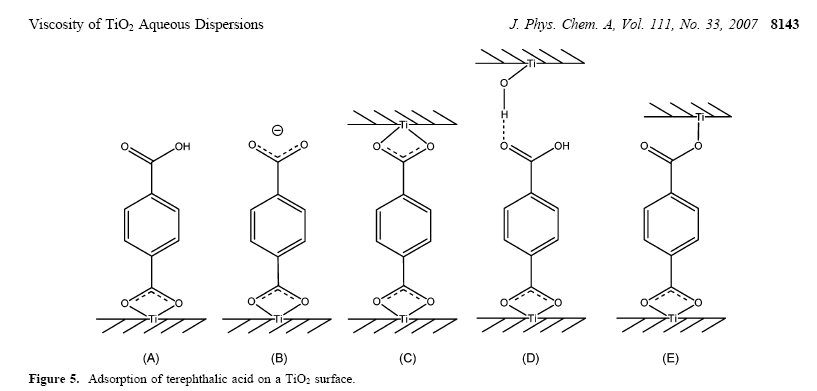 Viscosity of TiO2 Aqueous Dispersions
J. Phys. Chem. A, Vol. 111, No. 33, 2007 8143
Ti
O
H
O
OH
Ti
O
O
Ti
O
O
Ti
O
OH
O
O
Ti
⊖
O
O
O
O
Ti
O
O
Ti
O
O
Ti
O
O
Ti
(A)
(B)
(C)
(D)
(E)
Figure 5. Adsorption of terephthalic acid on a TiO2 surface.